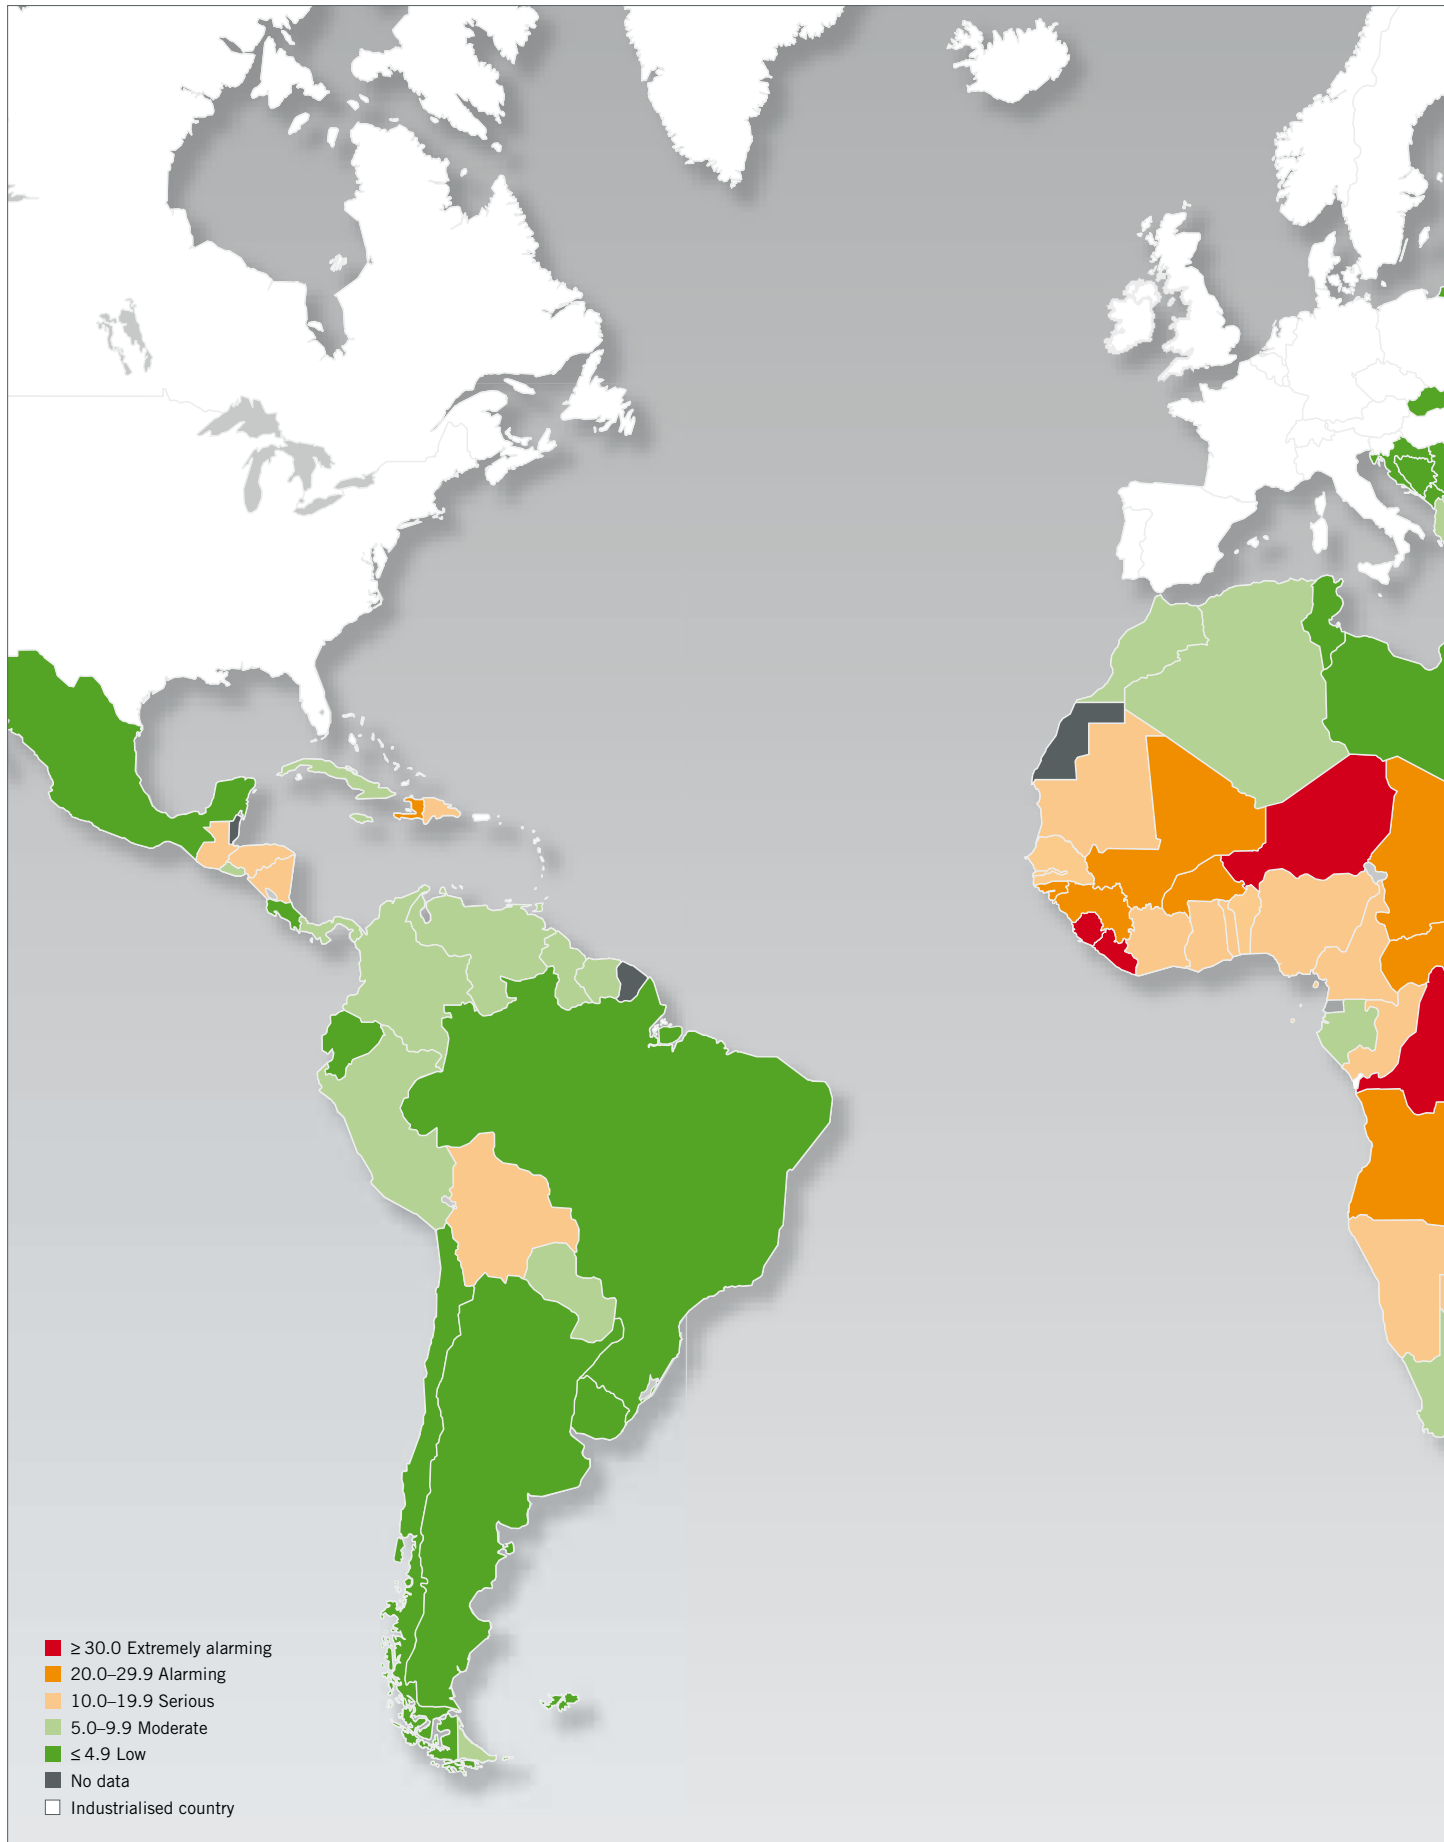 ≥ 30.0 Extremely alarming
20.0–29.9 Alarming
10.0–19.9 Serious
5.0–9.9 Moderate
≤ 4.9 Low
No data
Industrialised country